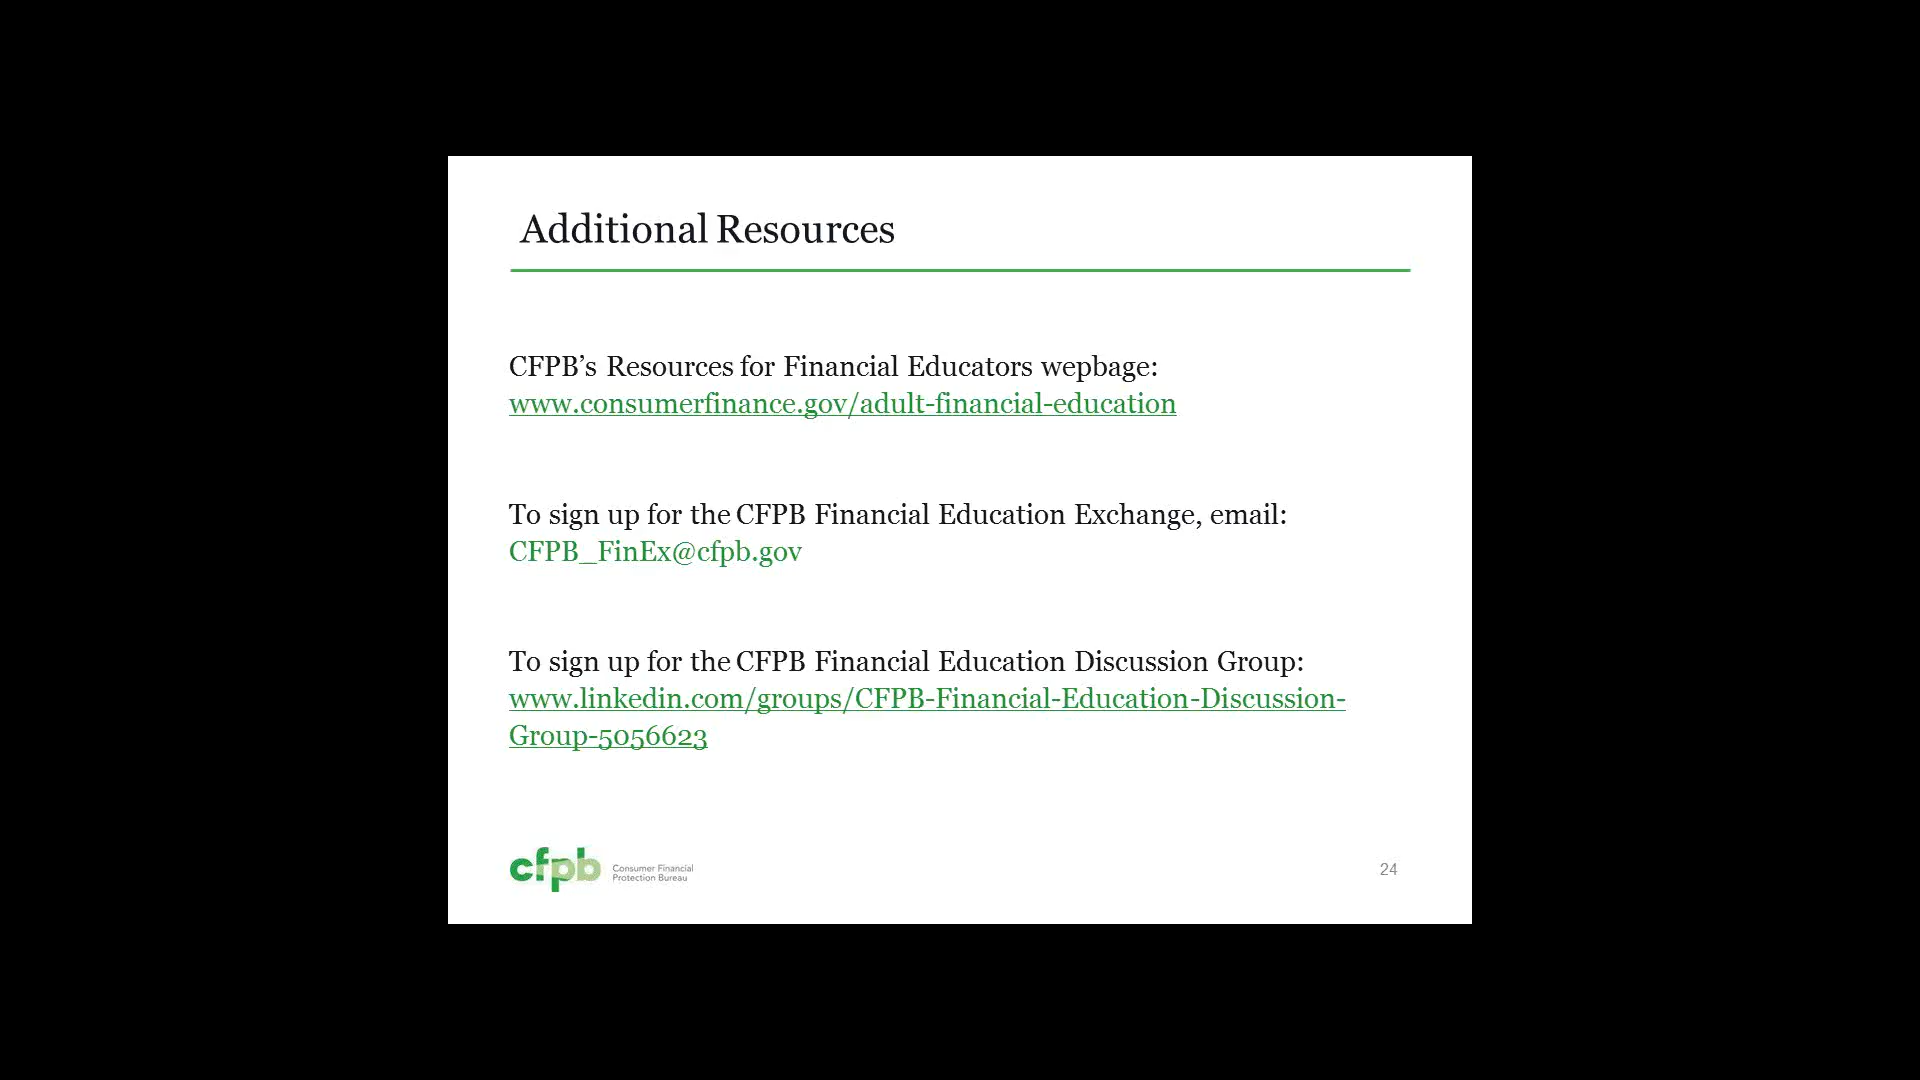 Additional Resources
CFPB’s Resources for Financial Educators wepbage:
www.consumerfinance.gov/adult-financial-education
To sign up for the CFPB Financial Education Exchange, email:
CFPB_FinEx@cfpb.gov
To sign up for the CFPB Financial Education Discussion Group:
www.linkedin.com/groups/CFPB-Financial-Education-Discussion-
Group-5056623
cfpb
Consumer Financial
Protection Bureau
24